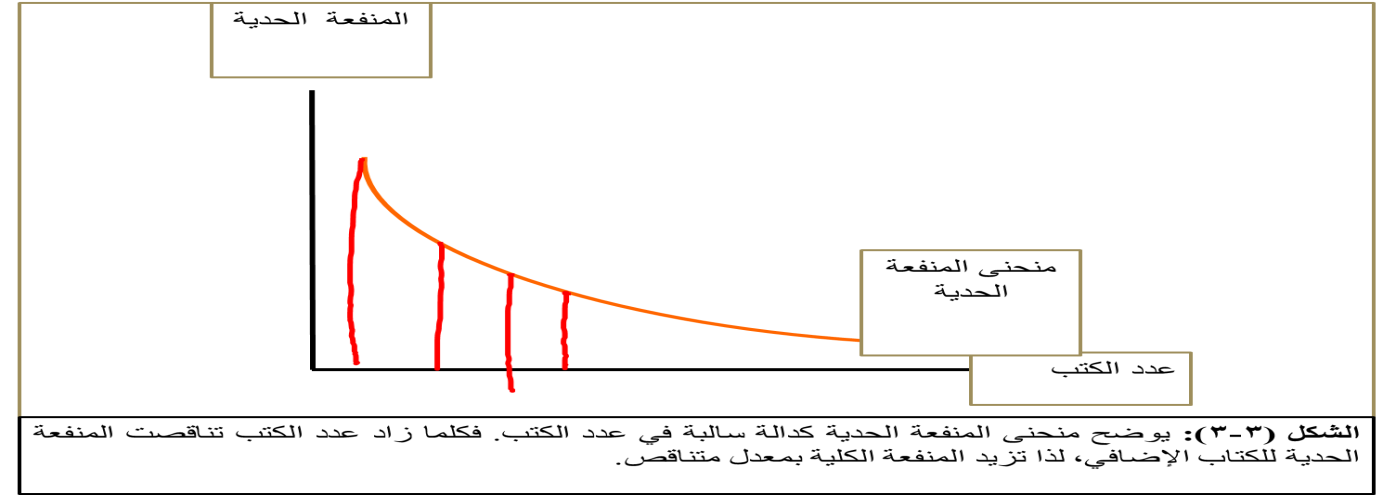 المنفعة الحدية
منحنى المنفعة
الحدية
عدد الكتب
الشكل (٣-٣): يوضح منحنى المنفعة الحدية كدالة سالبة في عدد الكتب. فكلما زاد عدد الكتب تناقصت المنفعة
الحدية للكتاب الإضافي، لذا تزيد المنفعة الكلية بمعدل متناقص.